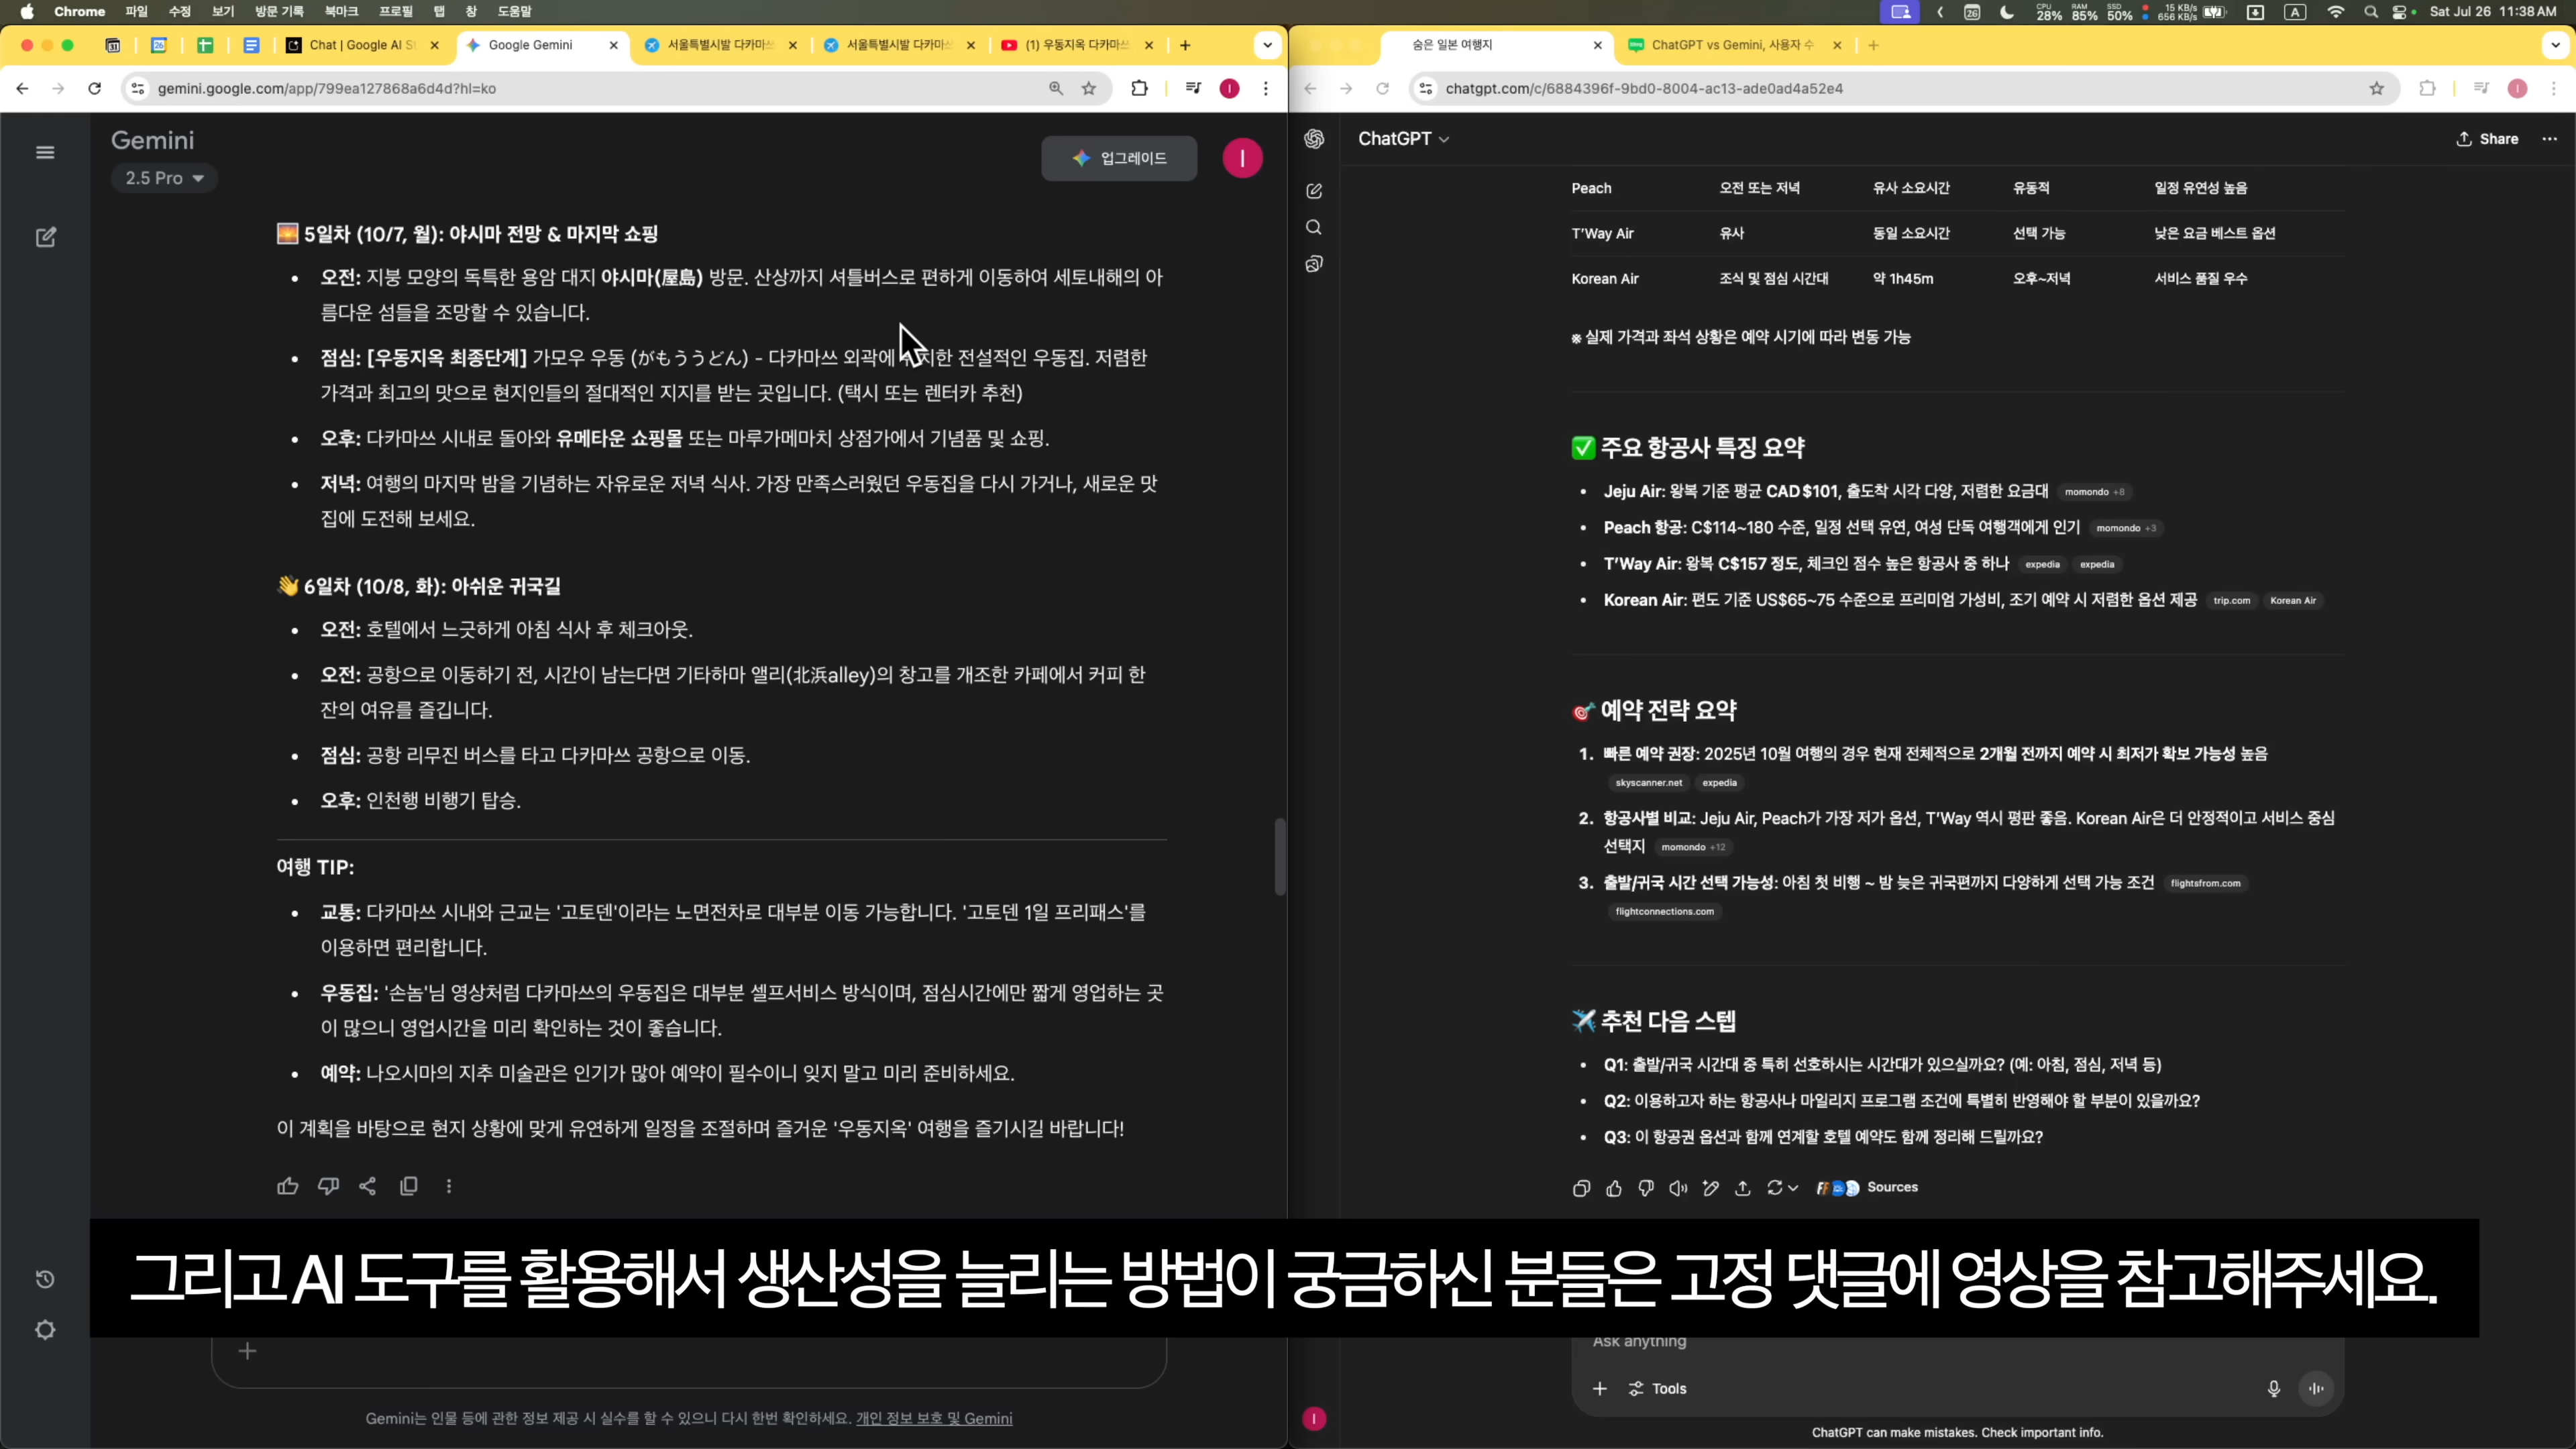 Chrome 파일 수정 보기 방문 기록 북마크 프로필 탭 창 도움말
26 CPU 28% RAM 85% SSD 50% 15 KB/s 656 KB/s A Sat Jul 26 11:38 AM
Chat | Google AI St
Google Gemini
서울특별시발 다카마쓰
서울특별시발 다카마쓰
(1) 우동지옥 다카마쓰
gemini.google.com/app/799ea127868a6d4d?hl=ko
Gemini
2.5 Pro
업그레이드
I
5일차 (10/7, 월): 야시마 전망 & 마지막 쇼핑
• 오전: 지붕 모양의 독특한 용암 대지 야시마(屋島) 방문. 산상까지 셔틀버스로 편하게 이동하여 세토내해의 아
름다운 섬들을 조망할 수 있습니다.
• 점심: [우동지옥 최종단계] 가모우 우동 (がもううどん) - 다카마쓰 외곽에 치한 전설적인 우동집. 저렴한
가격과 최고의 맛으로 현지인들의 절대적인 지지를 받는 곳입니다. (택시 또는 렌터카 추천)
• 오후: 다카마쓰 시내로 돌아와 유메타운 쇼핑몰 또는 마루가메마치 상점가에서 기념품 및 쇼핑.
• 저녁: 여행의 마지막 밤을 기념하는 자유로운 저녁 식사. 가장 만족스러웠던 우동집을 다시 가거나, 새로운 맛
집에 도전해 보세요.
👋 6일차 (10/8, 화): 아쉬운 귀국길
• 오전: 호텔에서 느긋하게 아침 식사 후 체크아웃.
• 오전: 공항으로 이동하기 전, 시간이 남는다면 기타하마 앨리(北浜alley)의 창고를 개조한 카페에서 커피 한
잔의 여유를 즐깁니다.
• 점심: 공항 리무진 버스를 타고 다카마쓰 공항으로 이동.
• 오후: 인천행 비행기 탑승.
여행 TIP:
• 교통: 다카마쓰 시내와 근교는 '고토덴'이라는 노면전차로 대부분 이동 가능합니다. '고토덴 1일 프리패스'를
이용하면 편리합니다.
• 우동집: '손놈'님 영상처럼 다카마쓰의 우동집은 대부분 셀프서비스 방식이며, 점심시간에만 짧게 영업하는 곳
이 많으니 영업시간을 미리 확인하는 것이 좋습니다.
• 예약: 나오시마의 지추 미술관은 인기가 많아 예약이 필수이니 잊지 말고 미리 준비하세요.
이 계획을 바탕으로 현지 상황에 맞게 유연하게 일정을 조절하며 즐거운 '우동지옥' 여행을 즐기시길 바랍니다!
Gemini는 인물 등에 관한 정보 제공 시 실수를 할 수 있으니 다시 한번 확인하세요. 개인 정보 보호 및 Gemini
숨은 일본 여행지
ChatGPT vs Gemini, 사용자 수
chatgpt.com/c/6884396f-9bd0-8004-ac13-ade0ad4a52e4
ChatGPT
Share
Peach 오전 또는 저녁 유사 소요시간 유동적 일정 유연성 높음
T'Way Air 유사 동일 소요시간 선택 가능 낮은 요금 베스트 옵션
Korean Air 조식 및 점심 시간대 약 1h45m 오후~저녁 서비스 품질 우수
※ 실제 가격과 좌석 상황은 예약 시기에 따라 변동 가능
✅ 주요 항공사 특징 요약
• Jeju Air: 왕복 기준 평균 CAD $101, 출도착 시각 다양, 저렴한 요금대 momondo +8
• Peach 항공: C$114~180 수준, 일정 선택 유연, 여성 단독 여행객에게 인기 momondo +3
• T'Way Air: 왕복 C$157 정도, 체크인 점수 높은 항공사 중 하나 expedia expedia
• Korean Air: 편도 기준 US$65~75 수준으로 프리미엄 가성비, 조기 예약 시 저렴한 옵션 제공 trip.com Korean Air
🎯 예약 전략 요약
1. 빠른 예약 권장: 2025년 10월 여행의 경우 현재 전체적으로 2개월 전까지 예약 시 최저가 확보 가능성 높음
skyscanner.net expedia
2. 항공사별 비교: Jeju Air, Peach가 가장 저가 옵션, T'Way 역시 평판 좋음. Korean Air은 더 안정적이고 서비스 중심
선택지 momondo +12
3. 출발/귀국 시간 선택 가능성: 아침 첫 비행 ~ 밤 늦은 귀국편까지 다양하게 선택 가능 조건 flightsfrom.com
flightconnections.com
✈️ 추천 다음 스텝
• Q1: 출발/귀국 시간대 중 특히 선호하시는 시간대가 있으실까요? (예: 아침, 점심, 저녁 등)
• Q2: 이용하고자 하는 항공사나 마일리지 프로그램 조건에 특별히 반영해야 할 부분이 있을까요?
• Q3: 이 항공권 옵션과 함께 연계할 호텔 예약도 함께 정리해 드릴까요?
Sources
Ask anything
Tools
I
ChatGPT can make mistakes. Check important info.
그리고 AI 도구를 활용해서 생산성을 늘리는 방법이 궁금하신 분들은 고정 댓글에 영상을 참고해주세요.